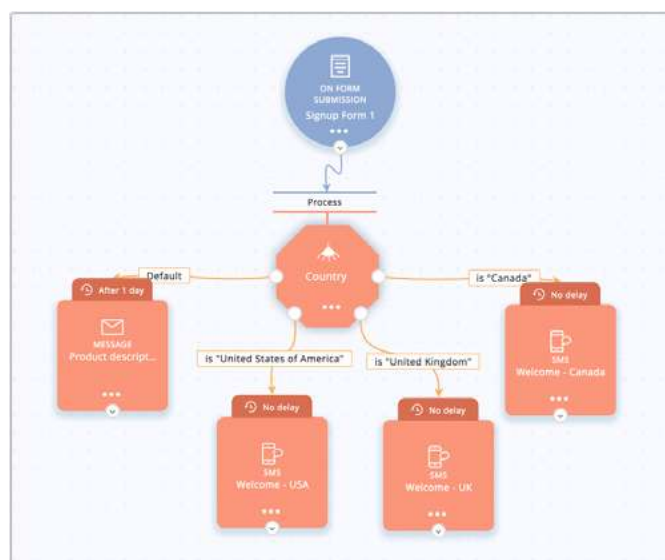 ON FORM
SUBMISSION
Signup Form 1
Process
Country
Default
is "Canada"
After 1 day
MESSAGE
Product descript...
No delay
SMS
Welcome - Canada
is "United States of America"
is "United Kingdom"
No delay
SMS
Welcome - USA
No delay
SMS
Welcome - UK